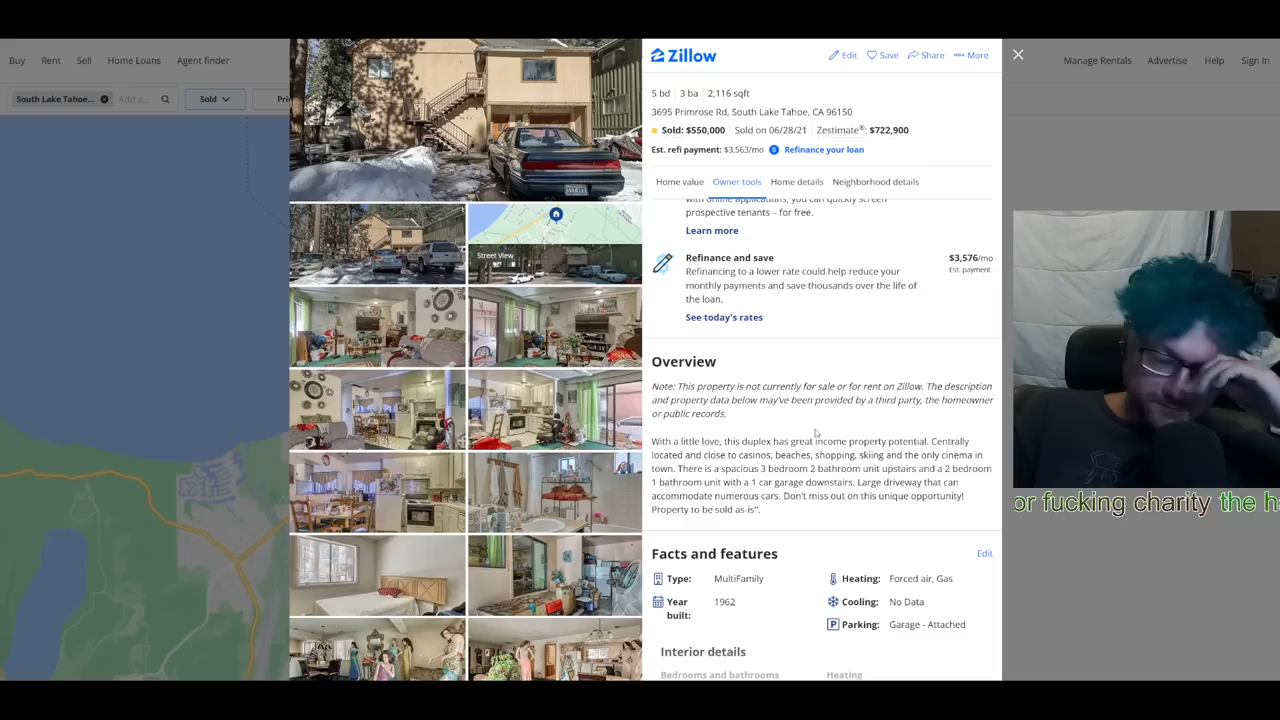 Buy Rent Sell Home Loans Agent finder
Zillow
Edit Save Share More
Manage Rentals Advertise Help Sign In
South Lake Tahoe... Add a... Sold
5 bd 3 ba 2,116 sqft
3695 Primrose Rd, South Lake Tahoe, CA 96150
Sold: $550,000 Sold on 06/28/21 Zestimate®: $722,900
Est. refi payment: $3,563/mo $ Refinance your loan
Home value Owner tools Home details Neighborhood details
with online applications, you can quickly screen
prospective tenants – for free.
Learn more
Street View
Refinance and save $3,576/mo
Refinancing to a lower rate could help reduce your Est. payment
monthly payments and save thousands over the life of
the loan.
See today's rates
Overview
Note: This property is not currently for sale or for rent on Zillow. The description
and property data below may've been provided by a third party, the homeowner
or public records.
With a little love, this duplex has great income property potential. Centrally
located and close to casinos, beaches, shopping, skiing and the only cinema in
town. There is a spacious 3 bedroom 2 bathroom unit upstairs and a 2 bedroom
1 bathroom unit with a 1 car garage downstairs. Large driveway that can
accommodate numerous cars. Don't miss out on this unique opportunity!
Property to be sold as-is".
or fucking charity the h
Facts and features Edit
Type: MultiFamily Heating: Forced air, Gas
Year built: 1962 Cooling: No Data
Parking: Garage - Attached
Interior details
Bedrooms and bathrooms Heating